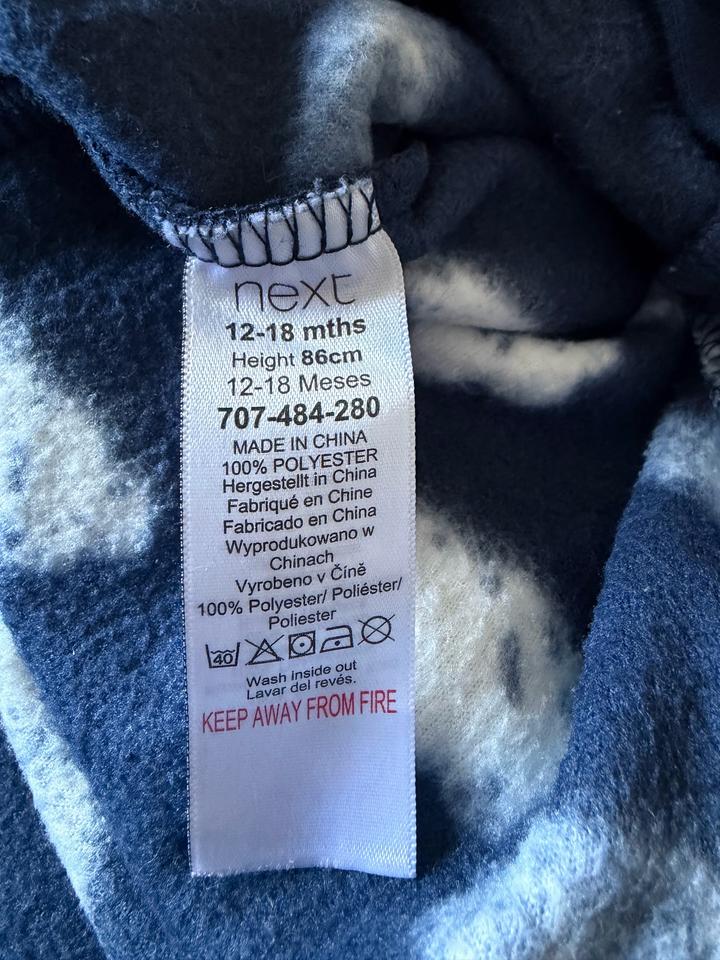 next
12-18 mths
Height 86cm
12-18 Meses
707-484-280
MADE IN CHINA
100% POLYESTER
Hergestellt in China
Fabriqué en Chine
Fabricado en China
Wyprodukowano w
Chinach
Vyrobeno v Číně
100% Polyester/ Poliéster/
Poliester
40
Wash inside out
Lavar del revés.
KEEP AWAY FROM FIRE